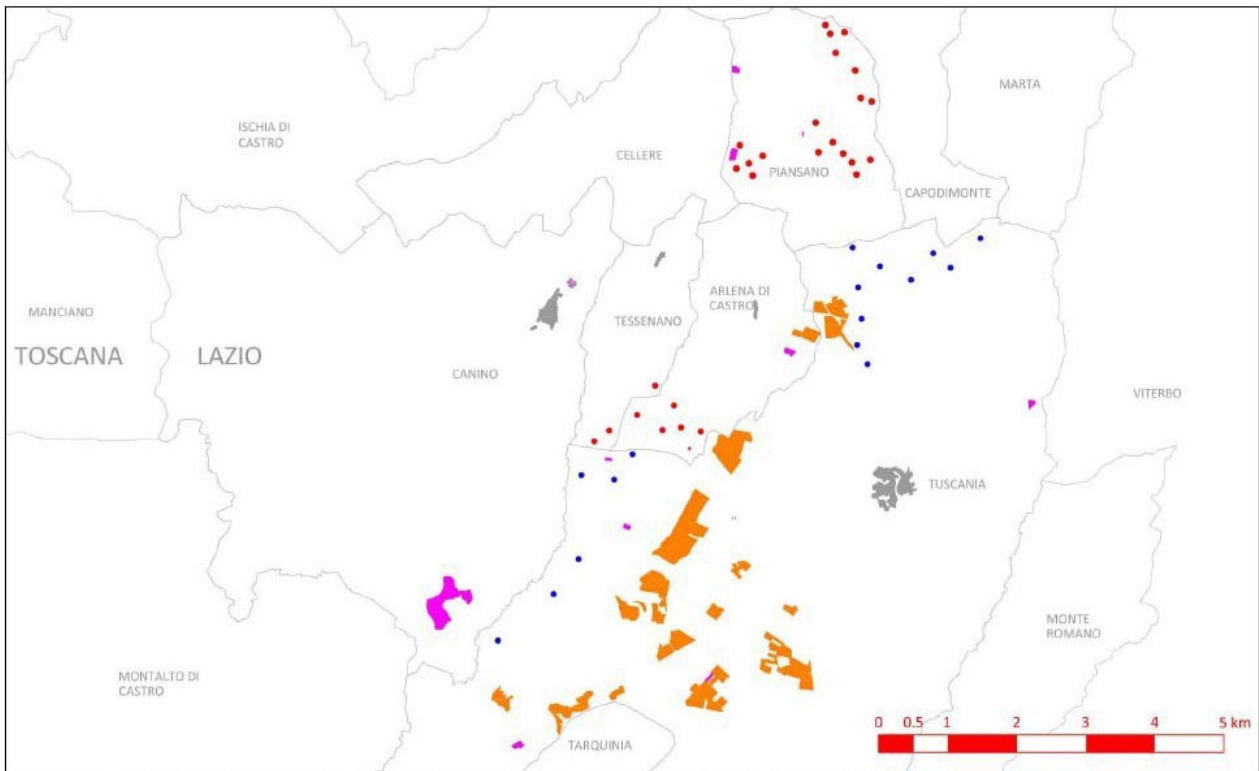 MARTA
ISCHIA DI
CASTRO
CELLERE
PIANSANO
CAPODIMONTE
ARLENA DI
CASTRO
MANCIANO
TESSENANO
TOSCANA
LAZIO
CANINO
VITERBO
TUSCANIA
MONTE
ROMANO
MONTALTO DI
CASTRO
0 0.5 1 2 3 4 5 km
TARQUINIA